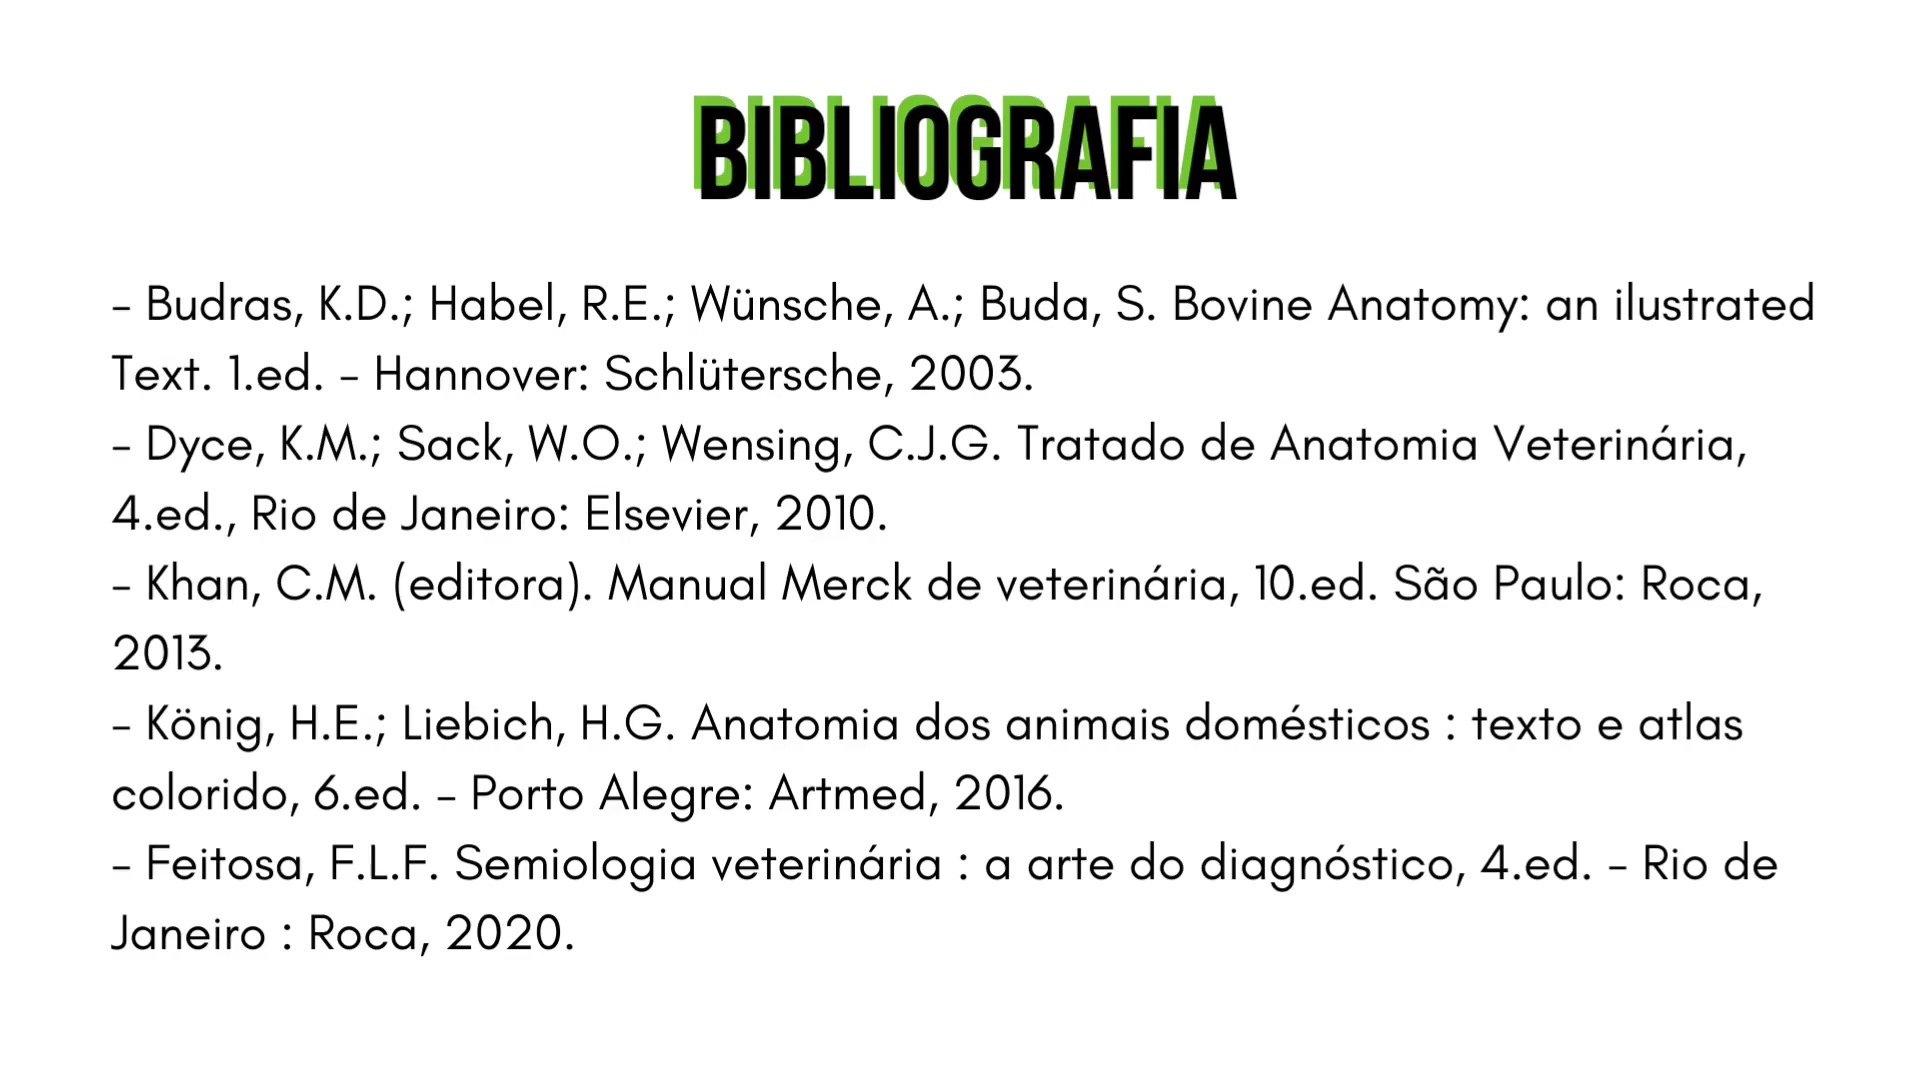 BIBLIOGRAFIA
- Budras, K.D.; Habel, R.E.; Wünsche, A.; Buda, S. Bovine Anatomy: an ilustrated
Text. 1.ed. - Hannover: Schlütersche, 2003.
- Dyce, K.M.; Sack, W.O.; Wensing, C.J.G. Tratado de Anatomia Veterinária,
4.ed., Rio de Janeiro: Elsevier, 2010.
- Khan, C.M. (editora). Manual Merck de veterinária, 10.ed. São Paulo: Roca,
2013.
- König, H.E.; Liebich, H.G. Anatomia dos animais domésticos : texto e atlas
colorido, 6.ed. - Porto Alegre: Artmed, 2016.
- Feitosa, F.L.F. Semiologia veterinária : a arte do diagnóstico, 4.ed. - Rio de
Janeiro : Roca, 2020.